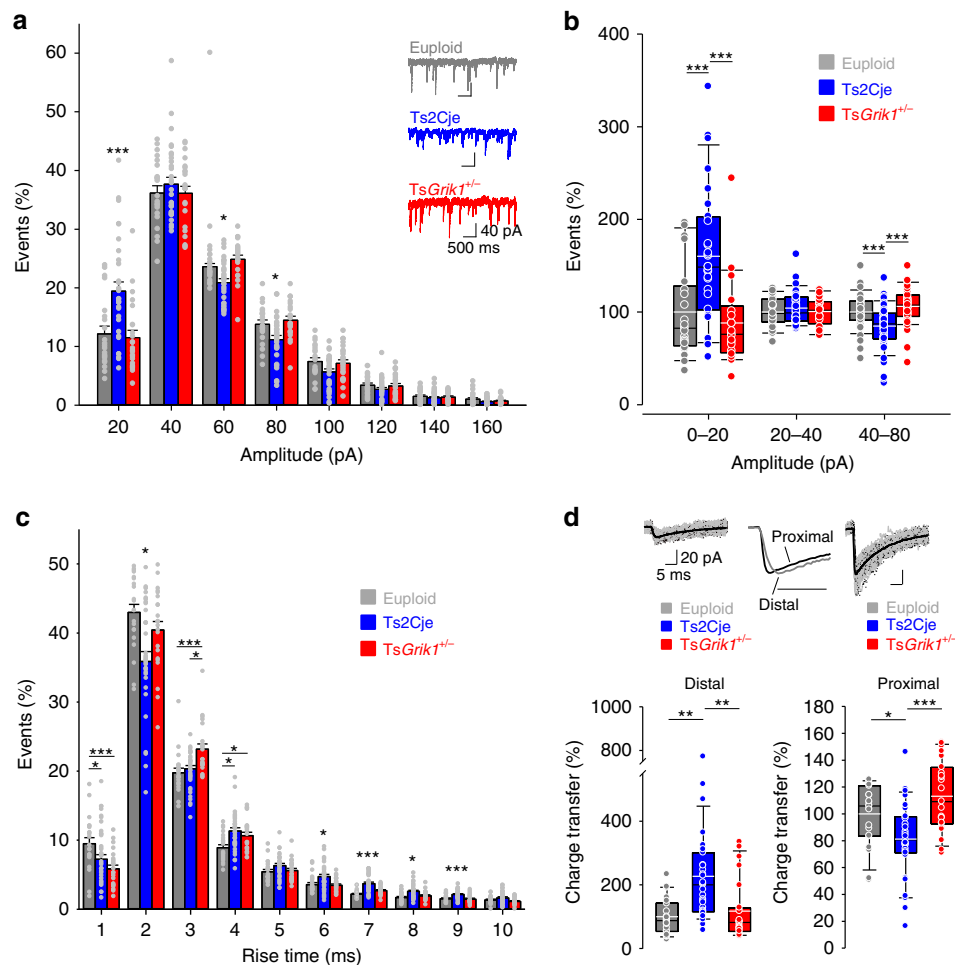 a
Events (%)
60
50
40
30
20
10
0
***
*
*
20 40 60 80 100 120 140 160
Amplitude (pA)
Euploid
Ts2Cje
TsGrik1+/–
40 pA
500 ms
b
Events (%)
400
300
200
100
0
*** ***
*** ***
Euploid
Ts2Cje
TsGrik1+/–
0–20 20–40 40–80
Amplitude (pA)
c
Events (%)
50
40
30
20
10
0
***
*
*
***
*
*
*
*
***
*
***
Euploid
Ts2Cje
TsGrik1+/–
1 2 3 4 5 6 7 8 9 10
Rise time (ms)
d
20 pA
5 ms
Proximal
Distal
Euploid
Ts2Cje
TsGrik1+/–
Euploid
Ts2Cje
TsGrik1+/–
Distal
Charge transfer (%)
1000
800
600
400
200
0
** **
Proximal
Charge transfer (%)
180
160
140
120
100
80
60
40
20
0
* ***